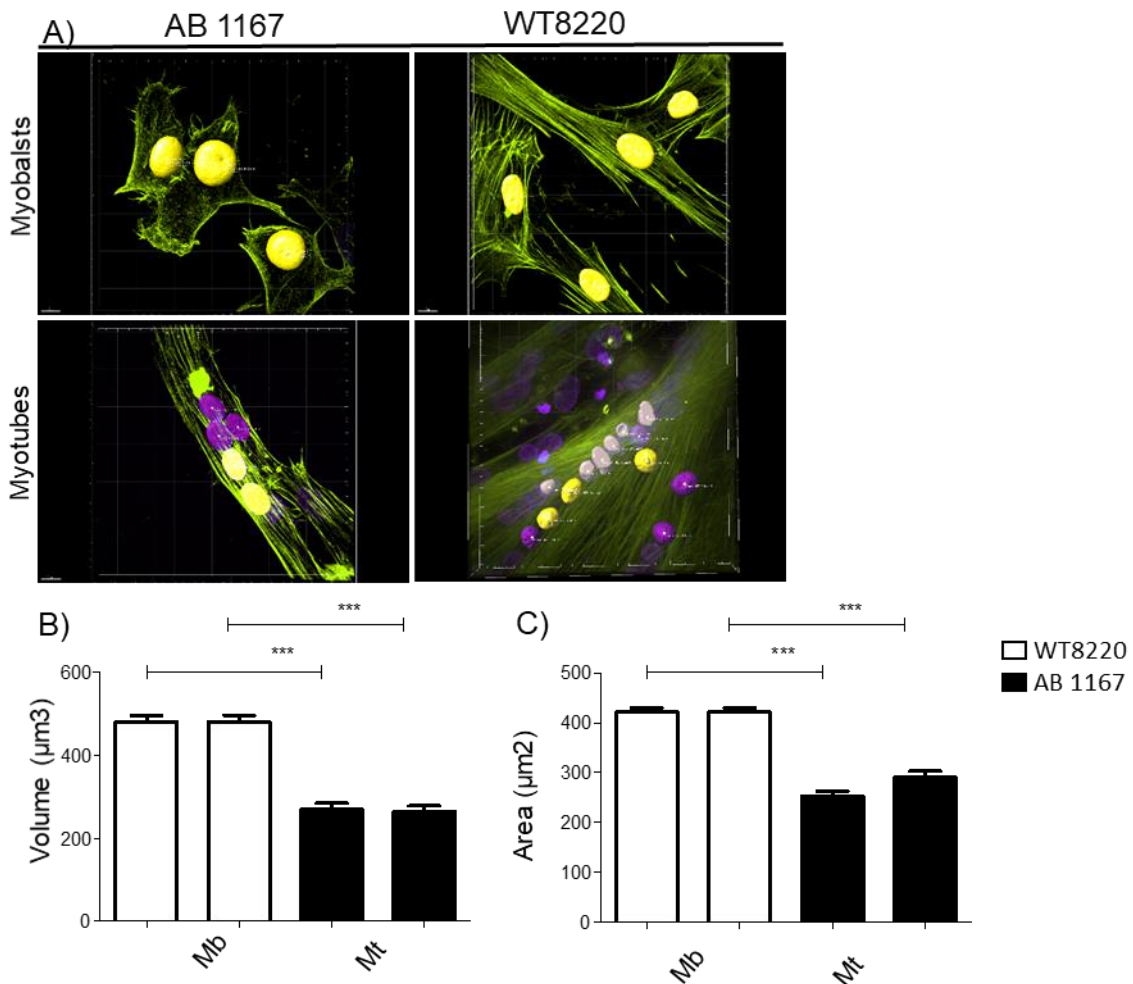 A)
AB 1167
WT8220
Myobalsts
Myotubes
B)
***
***
Volume (µm3)
600
400
200
0
Mb
Mt
C)
***
***
Area (µm2)
500
400
300
200
100
0
Mb
Mt
WT8220
AB 1167